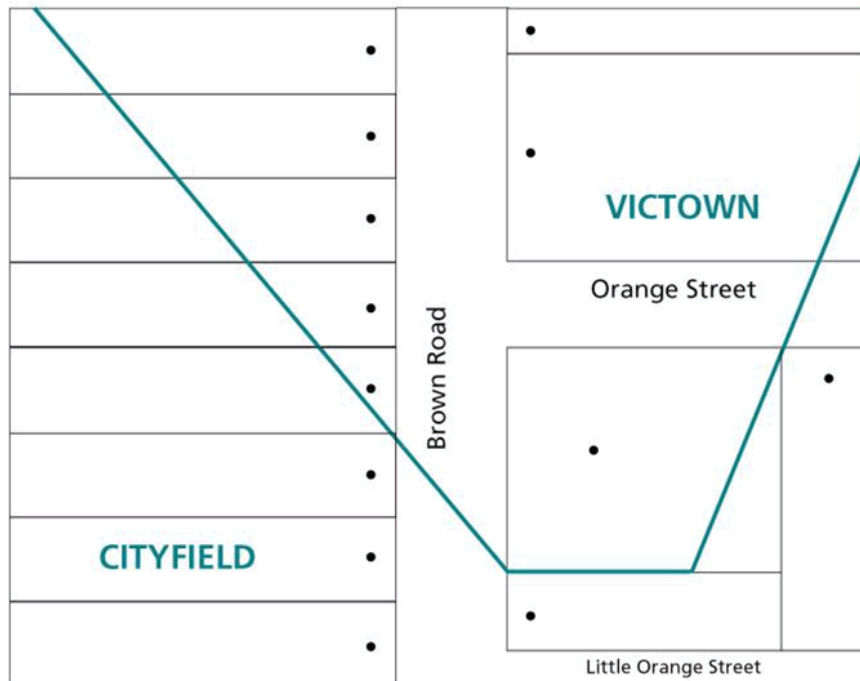 VICTOWN
Orange Street
Brown Road
CITYFIELD
Little Orange Street